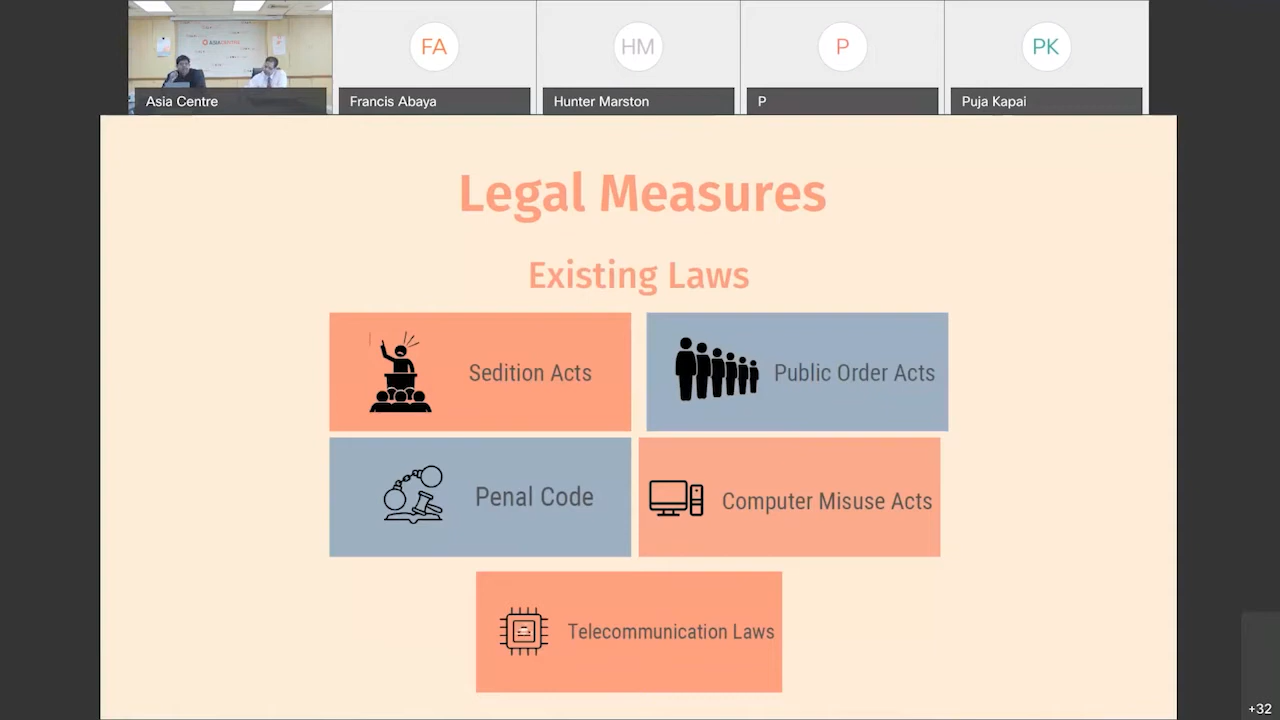 ASIACENTRE
Asia Centre
FA
Francis Abaya
HM
Hunter Marston
P
P
PK
Puja Kapai
Legal Measures
Existing Laws
Sedition Acts
Public Order Acts
Penal Code
Computer Misuse Acts
Telecommunication Laws
+32